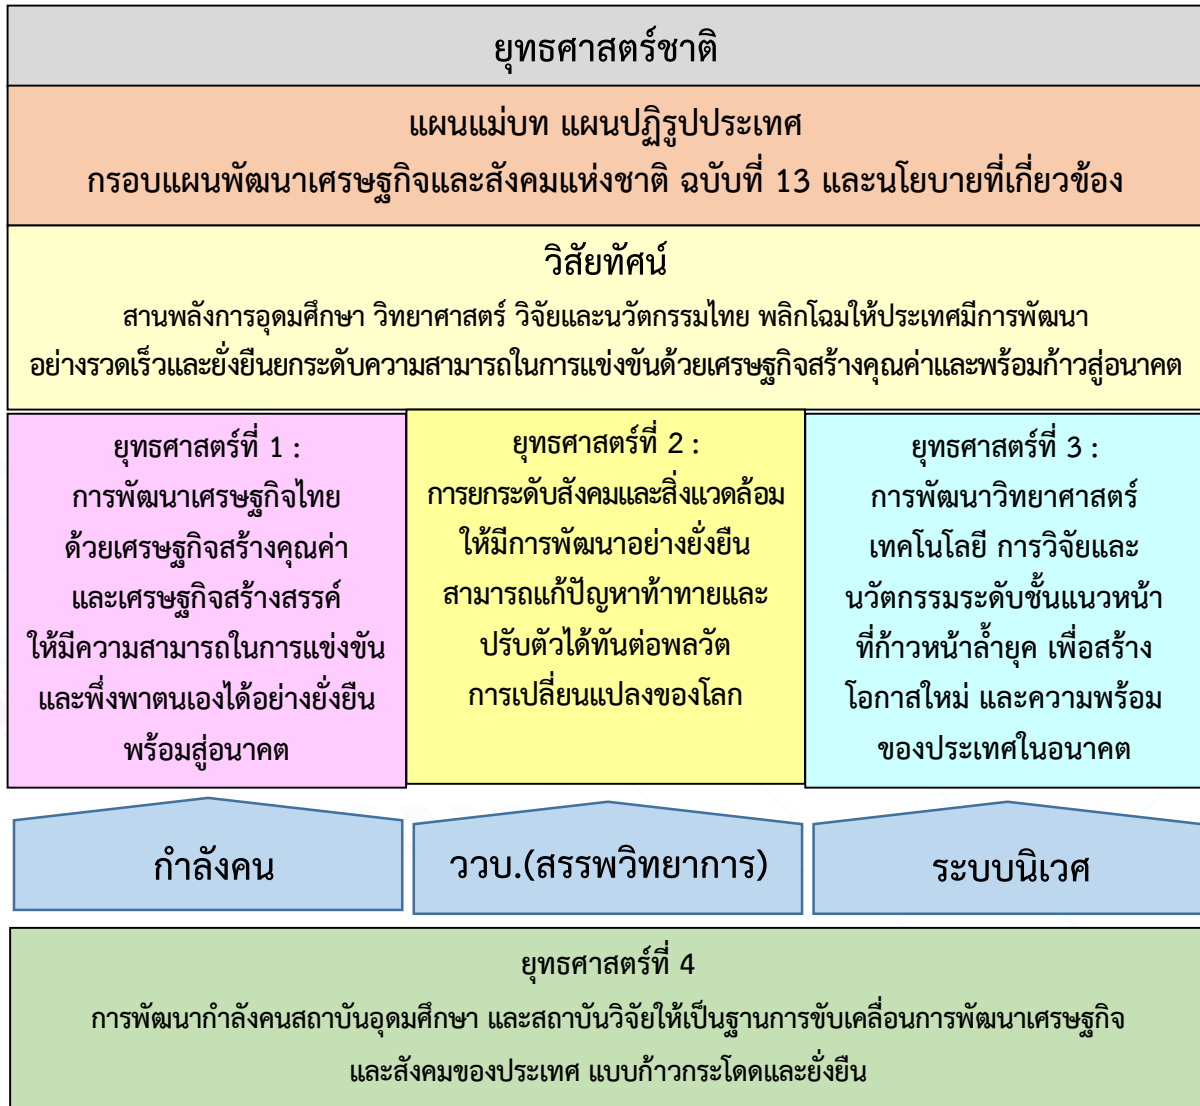 ยุทธศาสตร์ชาติ
แผนแม่บท แผนปฏิรูปประเทศ
กรอบแผนพัฒนาเศรษฐกิจและสังคมแห่งชาติ ฉบับที่ 13 และนโยบายที่เกี่ยวข้อง
วิสัยทัศน์
สานพลังการอุดมศึกษา วิทยาศาสตร์ วิจัยและนวัตกรรมไทย พลิกโฉมให้ประเทศมีการพัฒนา
อย่างรวดเร็วและยั่งยืนยกระดับความสามารถในการแข่งขันด้วยเศรษฐกิจสร้างคุณค่าและพร้อมก้าวสู่อนาคต
ยุทธศาสตร์ที่ 1 :
การพัฒนาเศรษฐกิจไทย
ด้วยเศรษฐกิจสร้างคุณค่า
และเศรษฐกิจสร้างสรรค์
ให้มีความสามารถในการแข่งขัน
และพึ่งพาตนเองได้อย่างยั่งยืน
พร้อมสู่อนาคต
ยุทธศาสตร์ที่ 2 :
การยกระดับสังคมและสิ่งแวดล้อม
ให้มีการพัฒนาอย่างยั่งยืน
สามารถแก้ปัญหาท้าทายและ
ปรับตัวได้ทันต่อพลวัต
การเปลี่ยนแปลงของโลก
ยุทธศาสตร์ที่ 3 :
การพัฒนาวิทยาศาสตร์
เทคโนโลยี การวิจัยและ
นวัตกรรมระดับชั้นแนวหน้า
ที่ก้าวหน้าล้ำยุค เพื่อสร้าง
โอกาสใหม่ และความพร้อม
ของประเทศในอนาคต
กำลังคน
ววบ.(สรรพวิทยาการ)
ระบบนิเวศ
ยุทธศาสตร์ที่ 4
การพัฒนากำลังคนสถาบันอุดมศึกษา และสถาบันวิจัยให้เป็นฐานการขับเคลื่อนการพัฒนาเศรษฐกิจ
และสังคมของประเทศ แบบก้าวกระโดดและยั่งยืน